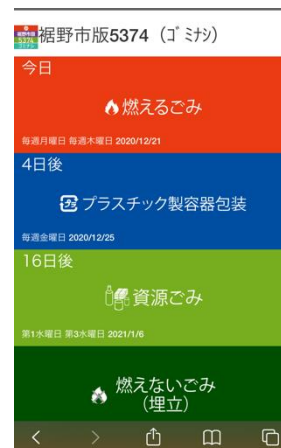 裾野市版5374（ゴミナシ）
今日
燃えるごみ
毎週月曜日 毎週木曜日 2020/12/21
4日後
プラスチック製容器包装
毎週金曜日 2020/12/25
16日後
資源ごみ
第1水曜日 第3水曜日 2021/1/6
燃えないごみ
(埋立)